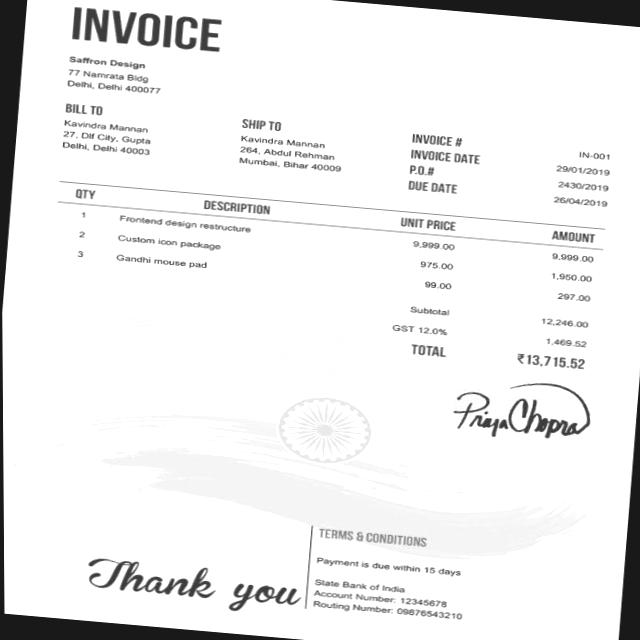 INVOICE
Saffron Design
77 Namrata Bldg
Delhi, Delhi 400077
BILL TO
Kavindra Mannan
27, Dlf City, Gupta
Delhi, Delhi 40003
SHIP TO
Kavindra Mannan
264, Abdul Rehman
Mumbai, Bihar 40009
INVOICE # IN-001
INVOICE DATE 29/01/2019
P.O.# 2430/2019
DUE DATE 26/04/2019
QTY DESCRIPTION UNIT PRICE AMOUNT
1 Frontend design restructure 9,999.00 9,999.00
2 Custom icon package 975.00 1,950.00
3 Gandhi mouse pad 99.00 297.00
Subtotal 12,246.00
GST 12.0% 1,469.52
TOTAL ₹13,715.52
Priya Chopra
TERMS & CONDITIONS
Payment is due within 15 days
State Bank of India
Account Number: 12345678
Routing Number: 09876543210
Thank you